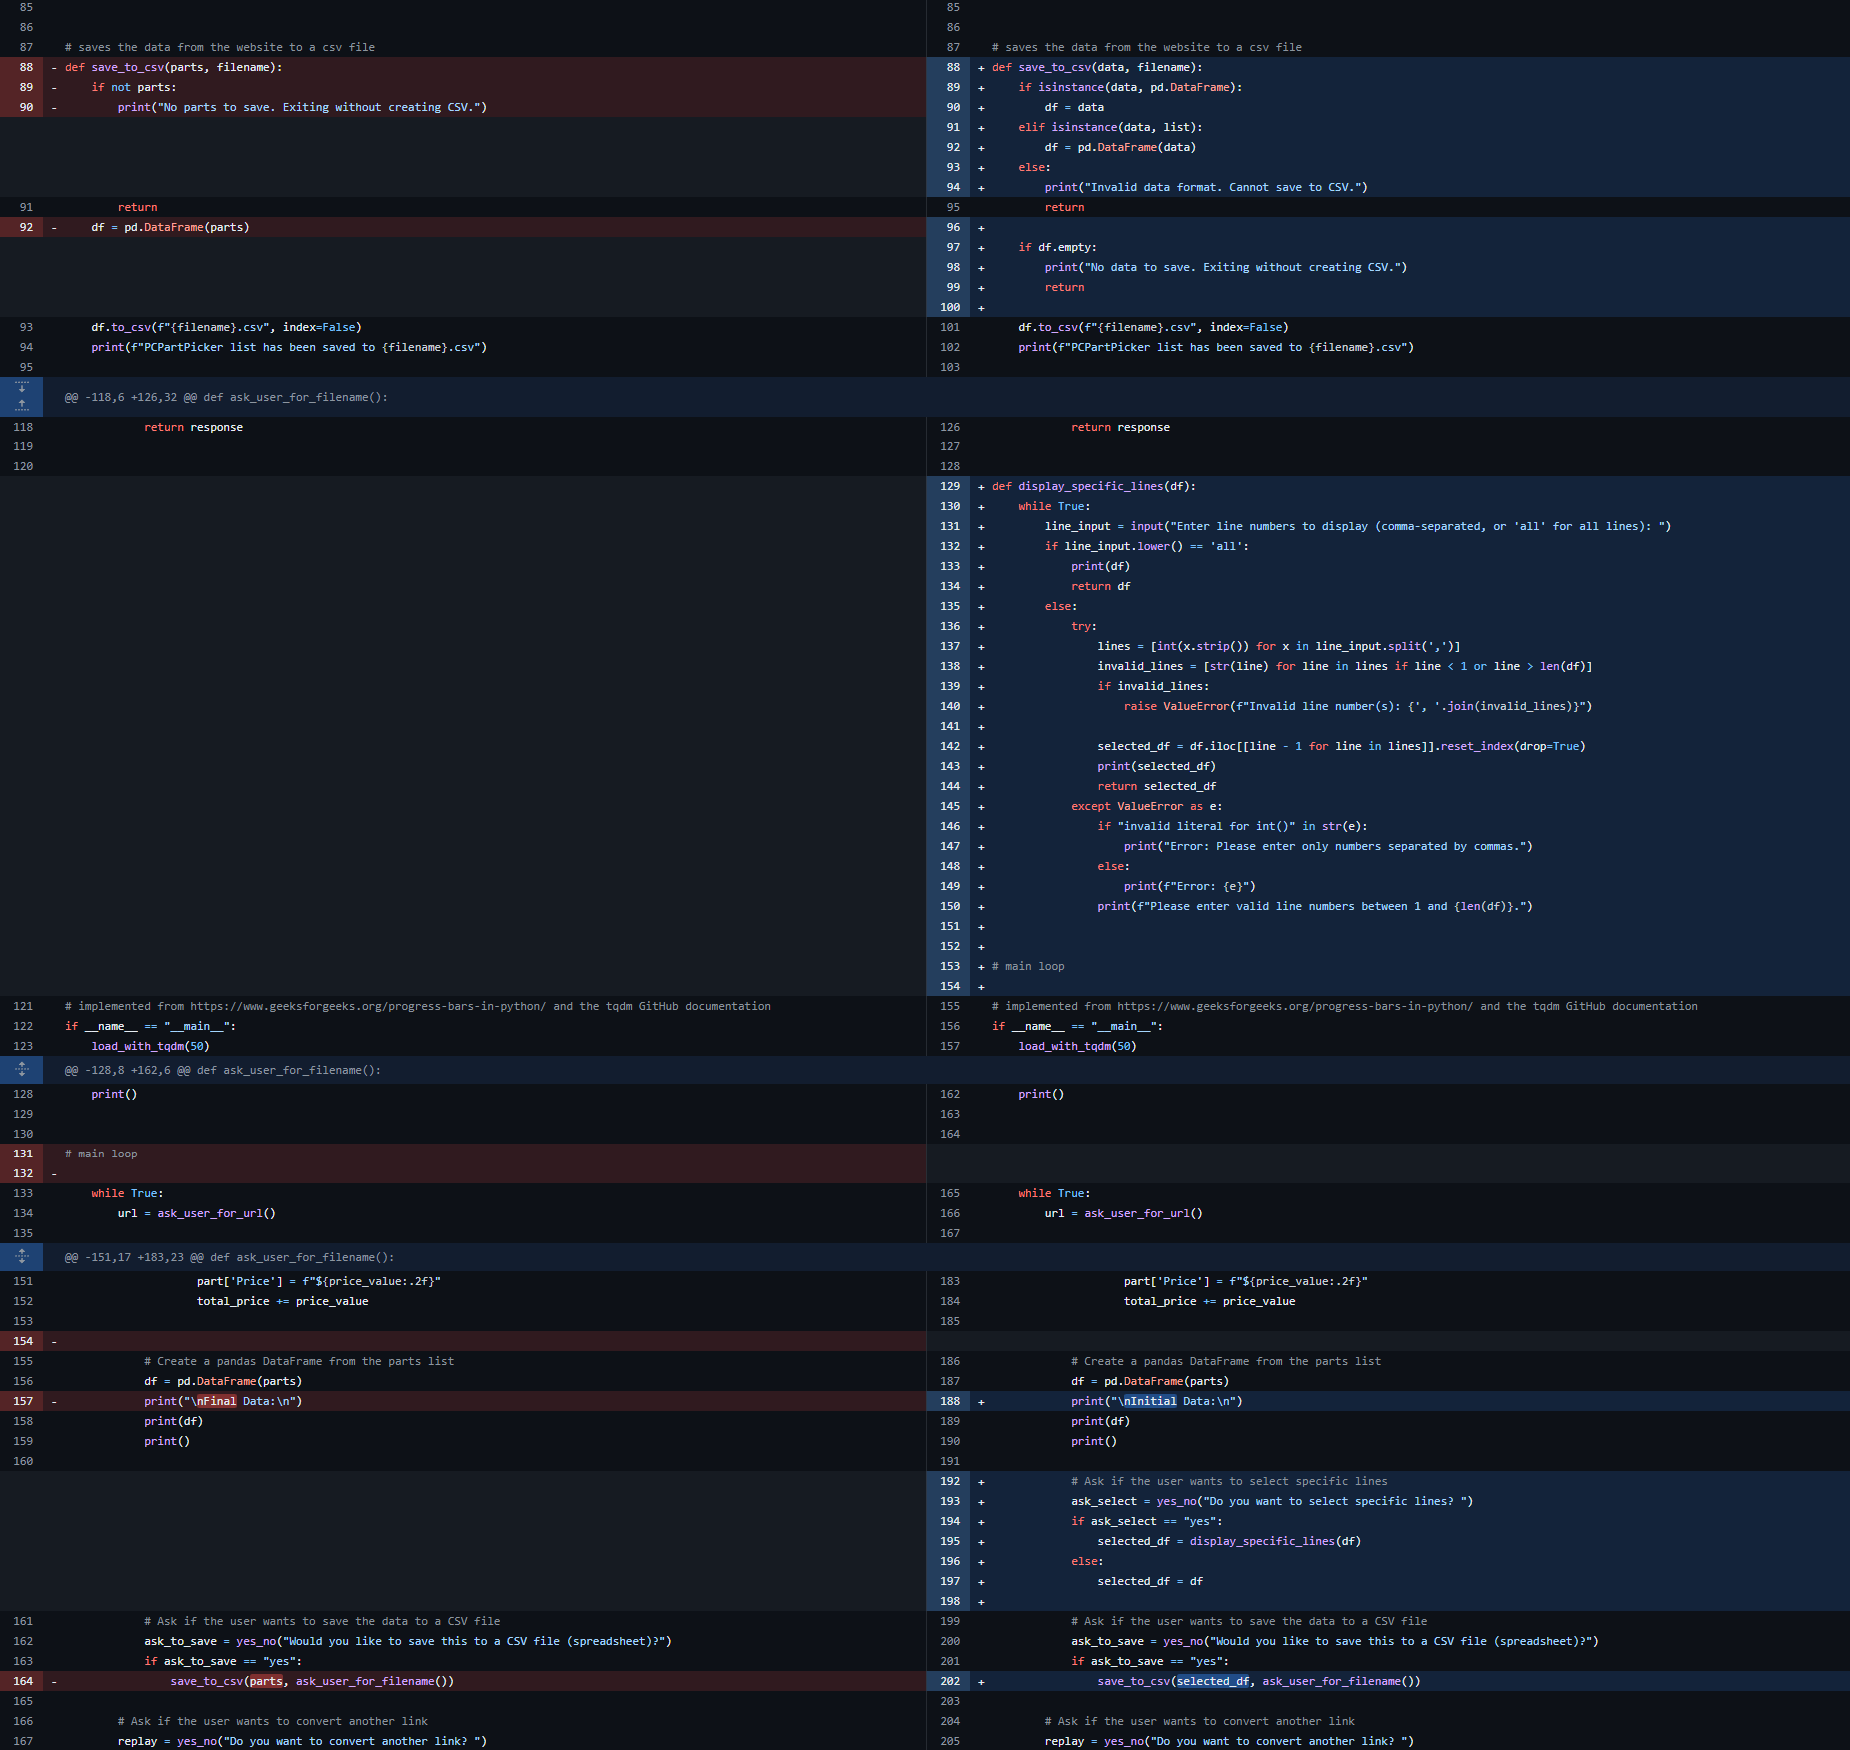 85
86
87 # saves the data from the website to a csv file
88 - def save_to_csv(parts, filename):
89 -     if not parts:
90 -         print("No parts to save. Exiting without creating CSV.")
91         return
92 -     df = pd.DataFrame(parts)
93     df.to_csv(f"{filename}.csv", index=False)
94     print(f"PCPartPicker list has been saved to {filename}.csv")
95
85
86
87 # saves the data from the website to a csv file
88 + def save_to_csv(data, filename):
89 +     if isinstance(data, pd.DataFrame):
90 +         df = data
91 +     elif isinstance(data, list):
92 +         df = pd.DataFrame(data)
93 +     else:
94 +         print("Invalid data format. Cannot save to CSV.")
95         return
96 +
97 +     if df.empty:
98 +         print("No data to save. Exiting without creating CSV.")
99 +         return
100 +
101     df.to_csv(f"{filename}.csv", index=False)
102     print(f"PCPartPicker list has been saved to {filename}.csv")
103
@@ -118,6 +126,32 @@ def ask_user_for_filename():
118             return response
119
120
126             return response
127
128
129 + def display_specific_lines(df):
130 +     while True:
131 +         line_input = input("Enter line numbers to display (comma-separated, or 'all' for all lines): ")
132 +         if line_input.lower() == 'all':
133 +             print(df)
134 +             return df
135 +         else:
136 +             try:
137 +                 lines = [int(x.strip()) for x in line_input.split(',')]
138 +                 invalid_lines = [str(line) for line in lines if line < 1 or line > len(df)]
139 +                 if invalid_lines:
140 +                     raise ValueError(f"Invalid line number(s): {', '.join(invalid_lines)}")
141 +
142 +                 selected_df = df.iloc[[line - 1 for line in lines]].reset_index(drop=True)
143 +                 print(selected_df)
144 +                 return selected_df
145 +             except ValueError as e:
146 +                 if "invalid literal for int()" in str(e):
147 +                     print("Error: Please enter only numbers separated by commas.")
148 +                 else:
149 +                     print(f"Error: {e}")
150 +                 print(f"Please enter valid line numbers between 1 and {len(df)}.")
151 +
152 +
153 + # main loop
154 +
121 # implemented from https://www.geeksforgeeks.org/progress-bars-in-python/ and the tqdm GitHub documentation
122 if __name__ == "__main__":
123     load_with_tqdm(50)
155 # implemented from https://www.geeksforgeeks.org/progress-bars-in-python/ and the tqdm GitHub documentation
156 if __name__ == "__main__":
157     load_with_tqdm(50)
@@ -128,8 +162,6 @@ def ask_user_for_filename():
128     print()
129
130
131 # main loop
132 -
133     while True:
134         url = ask_user_for_url()
135
162     print()
163
164
165     while True:
166         url = ask_user_for_url()
167
@@ -151,17 +183,23 @@ def ask_user_for_filename():
151                     part['Price'] = f"${price_value:.2f}"
152                     total_price += price_value
153
154 -
155             # Create a pandas DataFrame from the parts list
156             df = pd.DataFrame(parts)
157 -             print("\nFinal Data:\n")
158             print(df)
159             print()
160
161             # Ask if the user wants to save the data to a CSV file
162             ask_to_save = yes_no("Would you like to save this to a CSV file (spreadsheet)?")
163             if ask_to_save == "yes":
164 -                 save_to_csv(parts, ask_user_for_filename())
165
166         # Ask if the user wants to convert another link
167         replay = yes_no("Do you want to convert another link? ")
183                     part['Price'] = f"${price_value:.2f}"
184                     total_price += price_value
185
186             # Create a pandas DataFrame from the parts list
187             df = pd.DataFrame(parts)
188 +             print("\nInitial Data:\n")
189             print(df)
190             print()
191
192 +             # Ask if the user wants to select specific lines
193 +             ask_select = yes_no("Do you want to select specific lines? ")
194 +             if ask_select == "yes":
195 +                 selected_df = display_specific_lines(df)
196 +             else:
197 +                 selected_df = df
198 +
199             # Ask if the user wants to save the data to a CSV file
200             ask_to_save = yes_no("Would you like to save this to a CSV file (spreadsheet)?")
201             if ask_to_save == "yes":
202 +                 save_to_csv(selected_df, ask_user_for_filename())
203
204         # Ask if the user wants to convert another link
205         replay = yes_no("Do you want to convert another link? ")